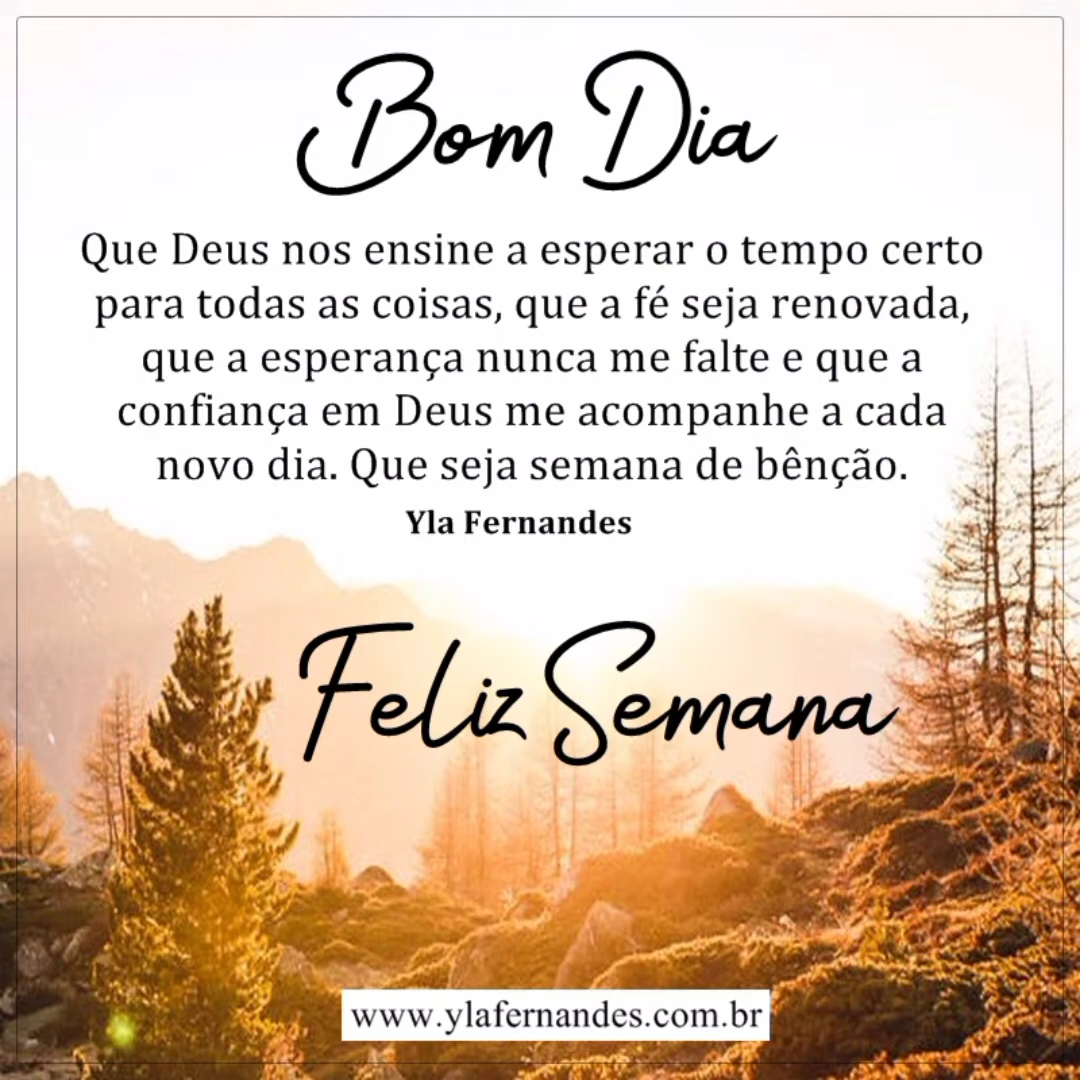 Bom Dia
Que Deus nos ensine a esperar o tempo certo
para todas as coisas, que a fé seja renovada,
que a esperança nunca me falte e que a
confiança em Deus me acompanhe a cada
novo dia. Que seja semana de bênção.
Yla Fernandes
Feliz Semana
www.ylafernandes.com.br